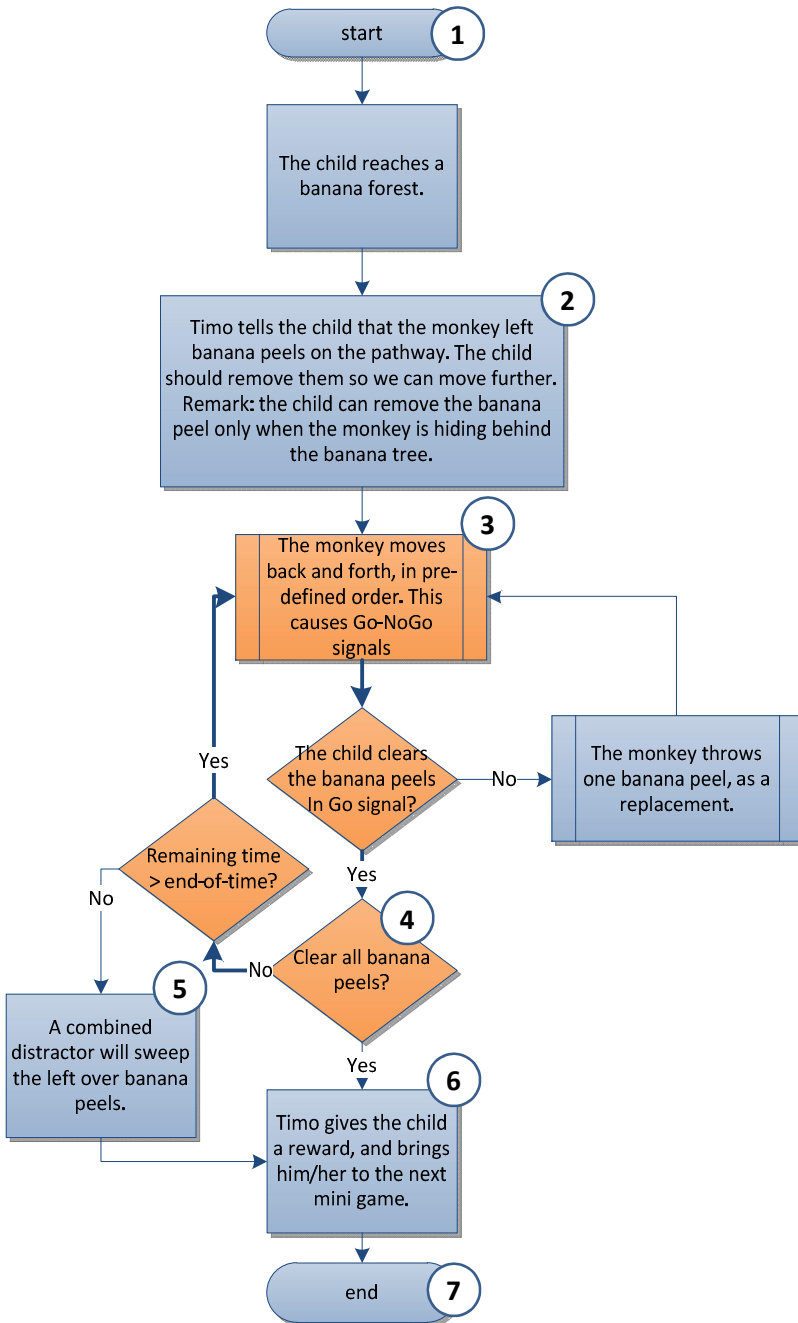 start
1
The child reaches a
banana forest.
2
Timo tells the child that the monkey left
banana peels on the pathway. The child
should remove them so we can move further.
Remark: the child can remove the banana
peel only when the monkey is hiding behind
the banana tree.
3
The monkey moves
back and forth, in pre-
defined order. This
causes Go-NoGo
signals
The child clears
the banana peels
In Go signal?
No
The monkey throws
one banana peel, as a
replacement.
Yes
Yes
Remaining time
> end-of-time?
No
4
Clear all banana
peels?
No
5
A combined
distractor will sweep
the left over banana
peels.
Yes
6
Timo gives the child
a reward, and brings
him/her to the next
mini game.
end
7